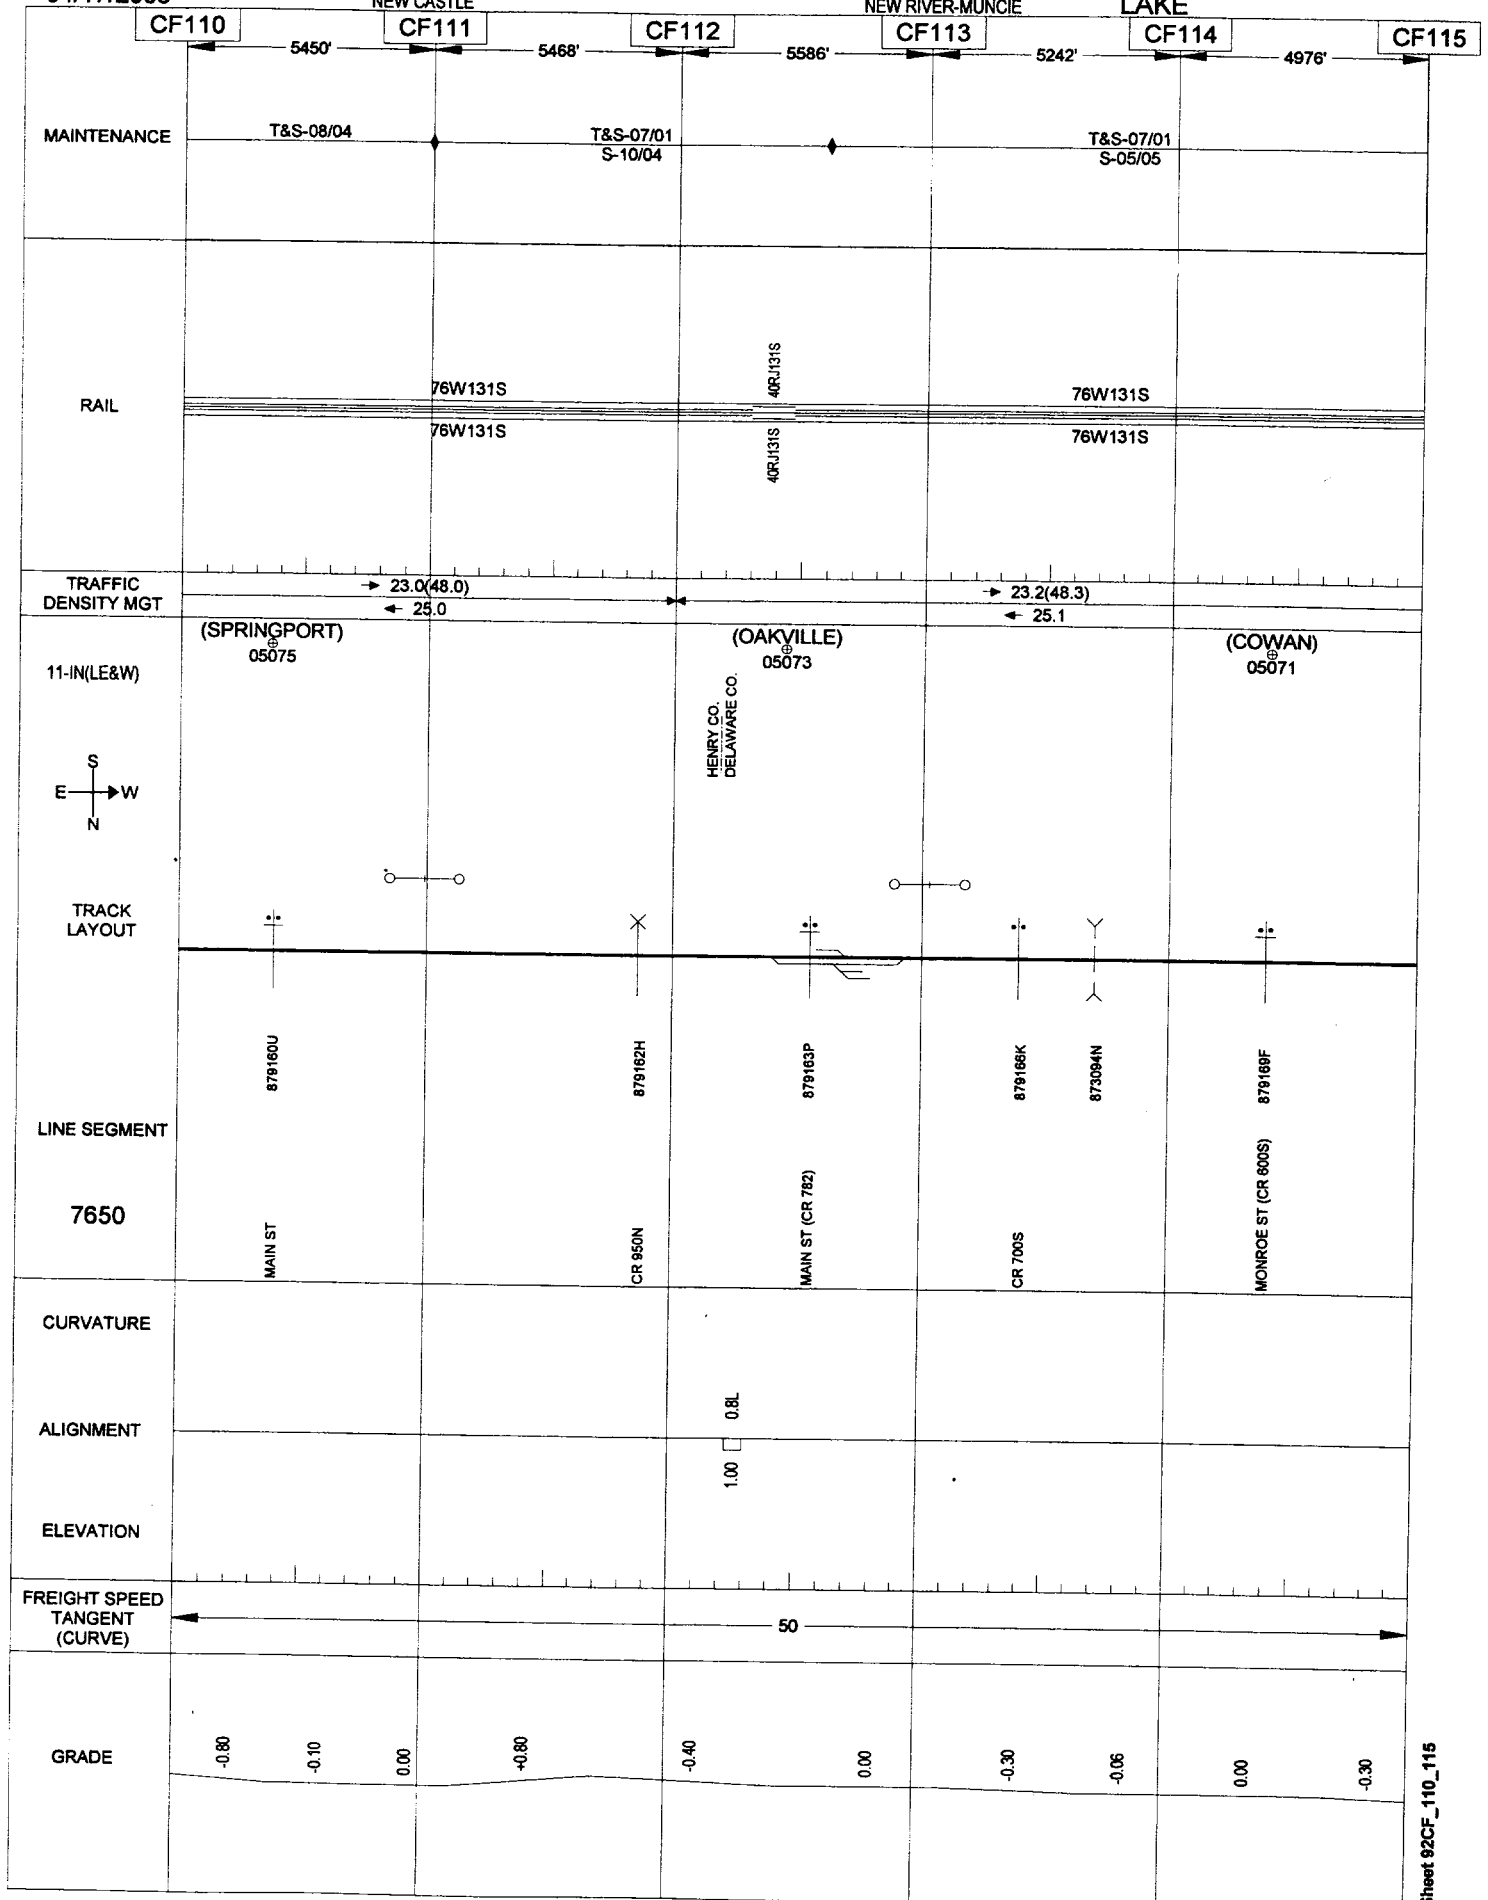 NEW CASTLE
NEW RIVER-MUNCIE
LAKE
CF110
CF111
CF112
CF113
CF114
CF115
5450'
5468'
5586'
5242'
4976'
MAINTENANCE
T&S-08/04
T&S-07/01
S-10/04
T&S-07/01
S-05/05
RAIL
76W131S
76W131S
40RJ131S
40RJ131S
76W131S
76W131S
TRAFFIC
DENSITY MGT
23.0(48.0)
25.0
23.2(48.3)
25.1
(SPRINGPORT)
05075
(OAKVILLE)
05073
(COWAN)
05071
11-IN(LE&W)
HENRY CO.
DELAWARE CO.
S
E
W
N
TRACK
LAYOUT
879160U
879162H
879163P
879166K
873094N
879169F
LINE SEGMENT
7650
MAIN ST
CR 950N
MAIN ST (CR 782)
CR 700S
MONROE ST (CR 600S)
CURVATURE
ALIGNMENT
0.8L
1.00
ELEVATION
FREIGHT SPEED
TANGENT
(CURVE)
50
GRADE
-0.80
-0.10
0.00
+0.80
-0.40
0.00
-0.30
-0.06
0.00
-0.30
Sheet 92CF_110_115